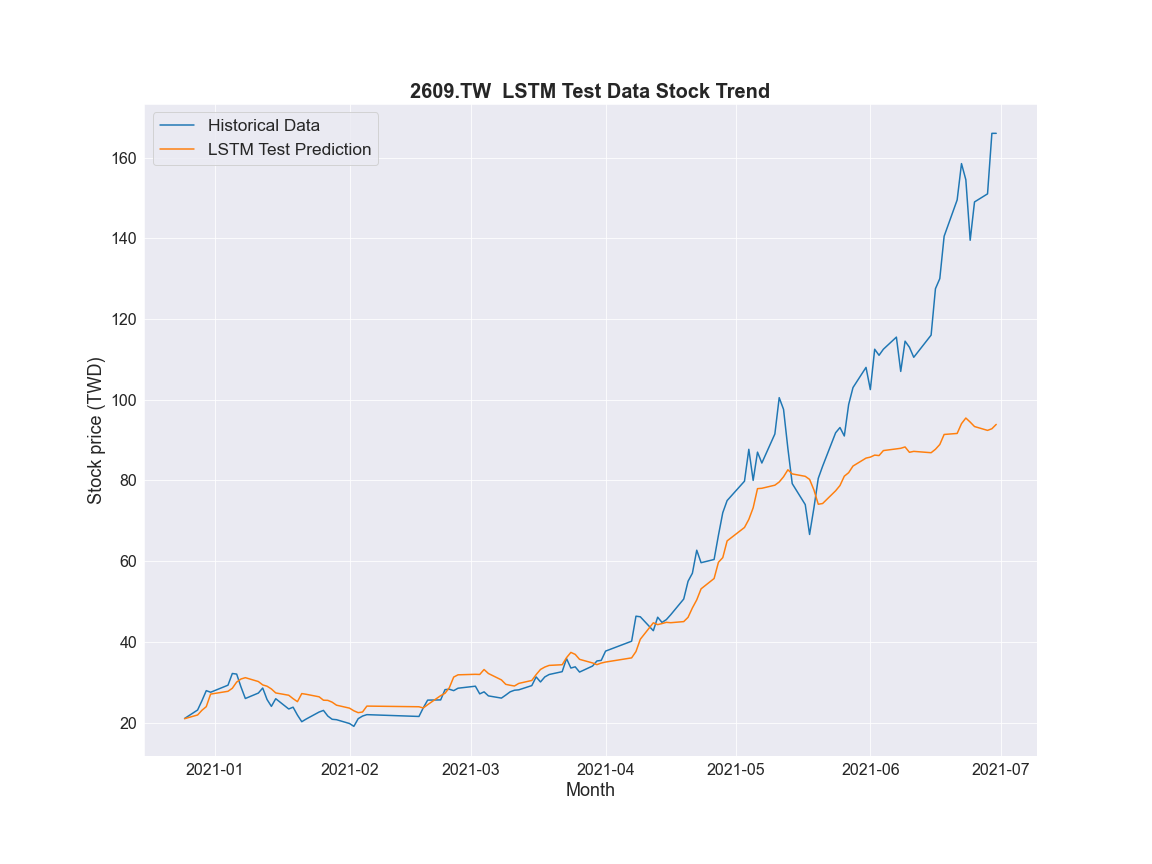 2609.TW  LSTM Test Data Stock Trend
Historical Data
LSTM Test Prediction
Stock price (TWD)
160
140
120
100
80
60
40
20
2021-01 2021-02 2021-03 2021-04 2021-05 2021-06 2021-07
Month